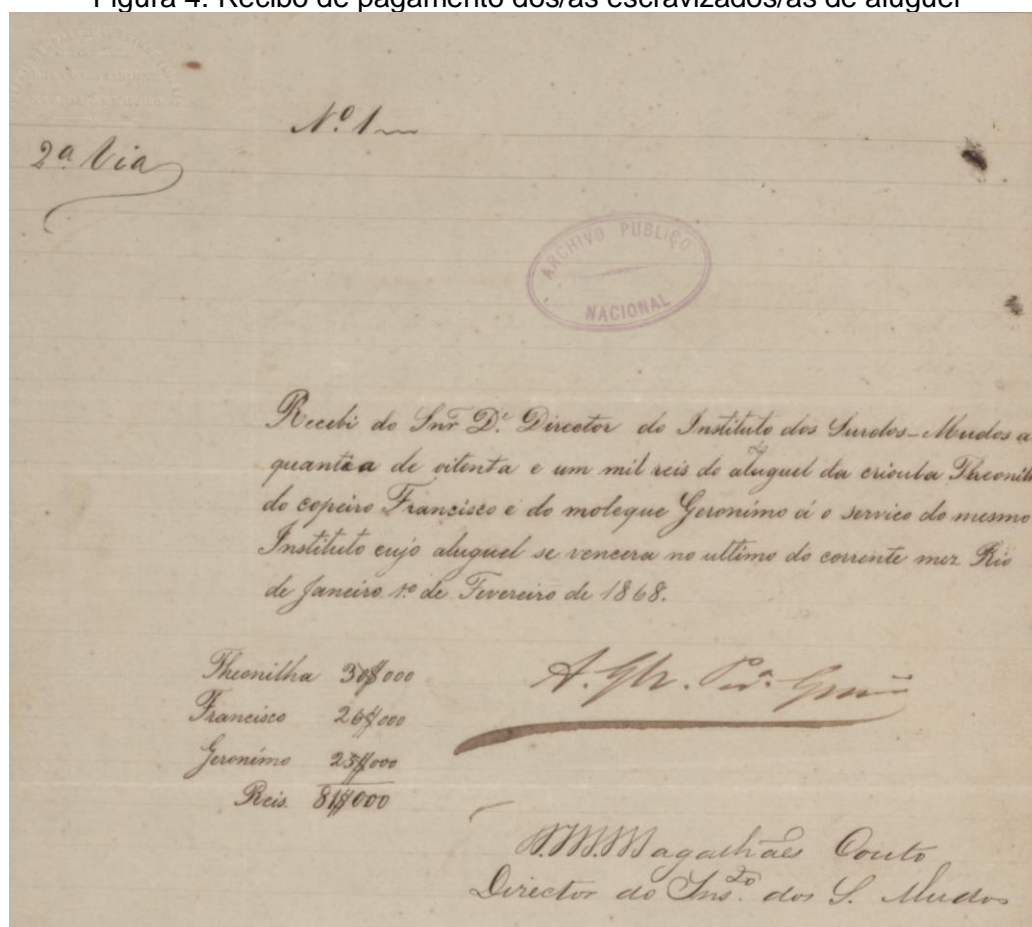 Figura 4. Recibo de pagamento dos/as escravizados/as de aluguel
Nº 1
2ª Via
ARCHIVO PUBLICO
NACIONAL
Recebi do Snr Dr. Director do Instituto dos Surdos-Mudos a
quantia de oitenta e um mil reis do aluguel da crioula Theonilh
do copeiro Francisco e do moleque Geronimo á o serviço do mesmo
Instituto cujo aluguel se vencera no ultimo do corrente mez Rio
de Janeiro 1º de Fevereiro de 1868.
Theonilha 30$000
Francisco 26$000
Geronimo 25$000
Reis. 81$000
Magalhães Couto
Director do Insto. dos S. Mudos